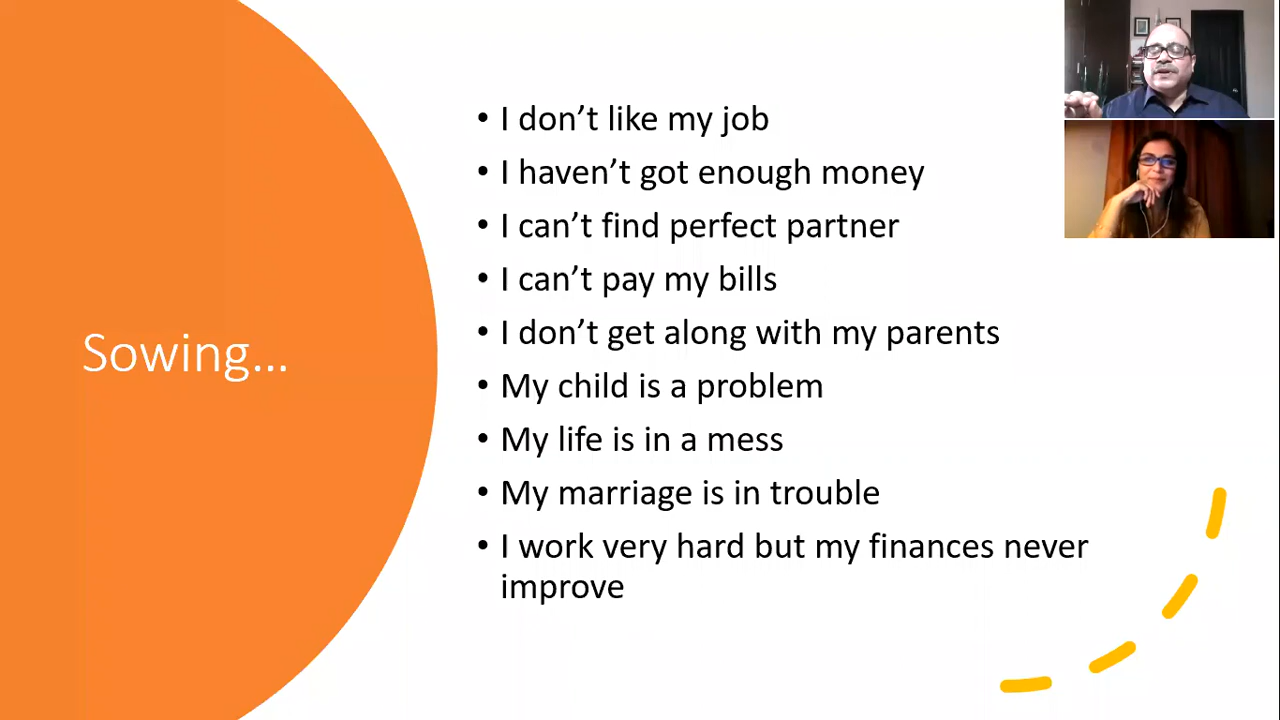 Sowing...
• I don’t like my job
• I haven’t got enough money
• I can’t find perfect partner
• I can’t pay my bills
• I don’t get along with my parents
• My child is a problem
• My life is in a mess
• My marriage is in trouble
• I work very hard but my finances never
improve